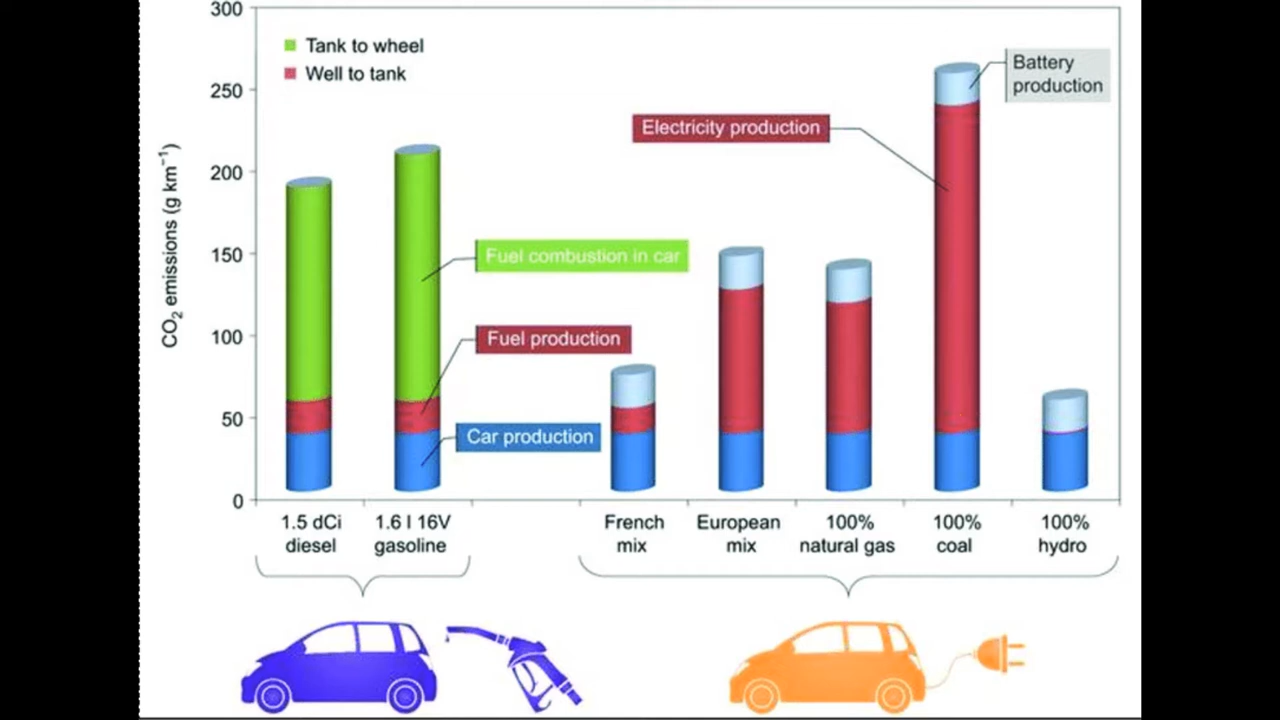 300
Tank to wheel
Well to tank
Battery
production
250
Electricity production
200
CO₂ emissions (g km⁻¹)
150
Fuel combustion in car
100
Fuel production
50
Car production
0
1.5 dCi
diesel
1.6 l 16V
gasoline
French
mix
European
mix
100%
natural gas
100%
coal
100%
hydro